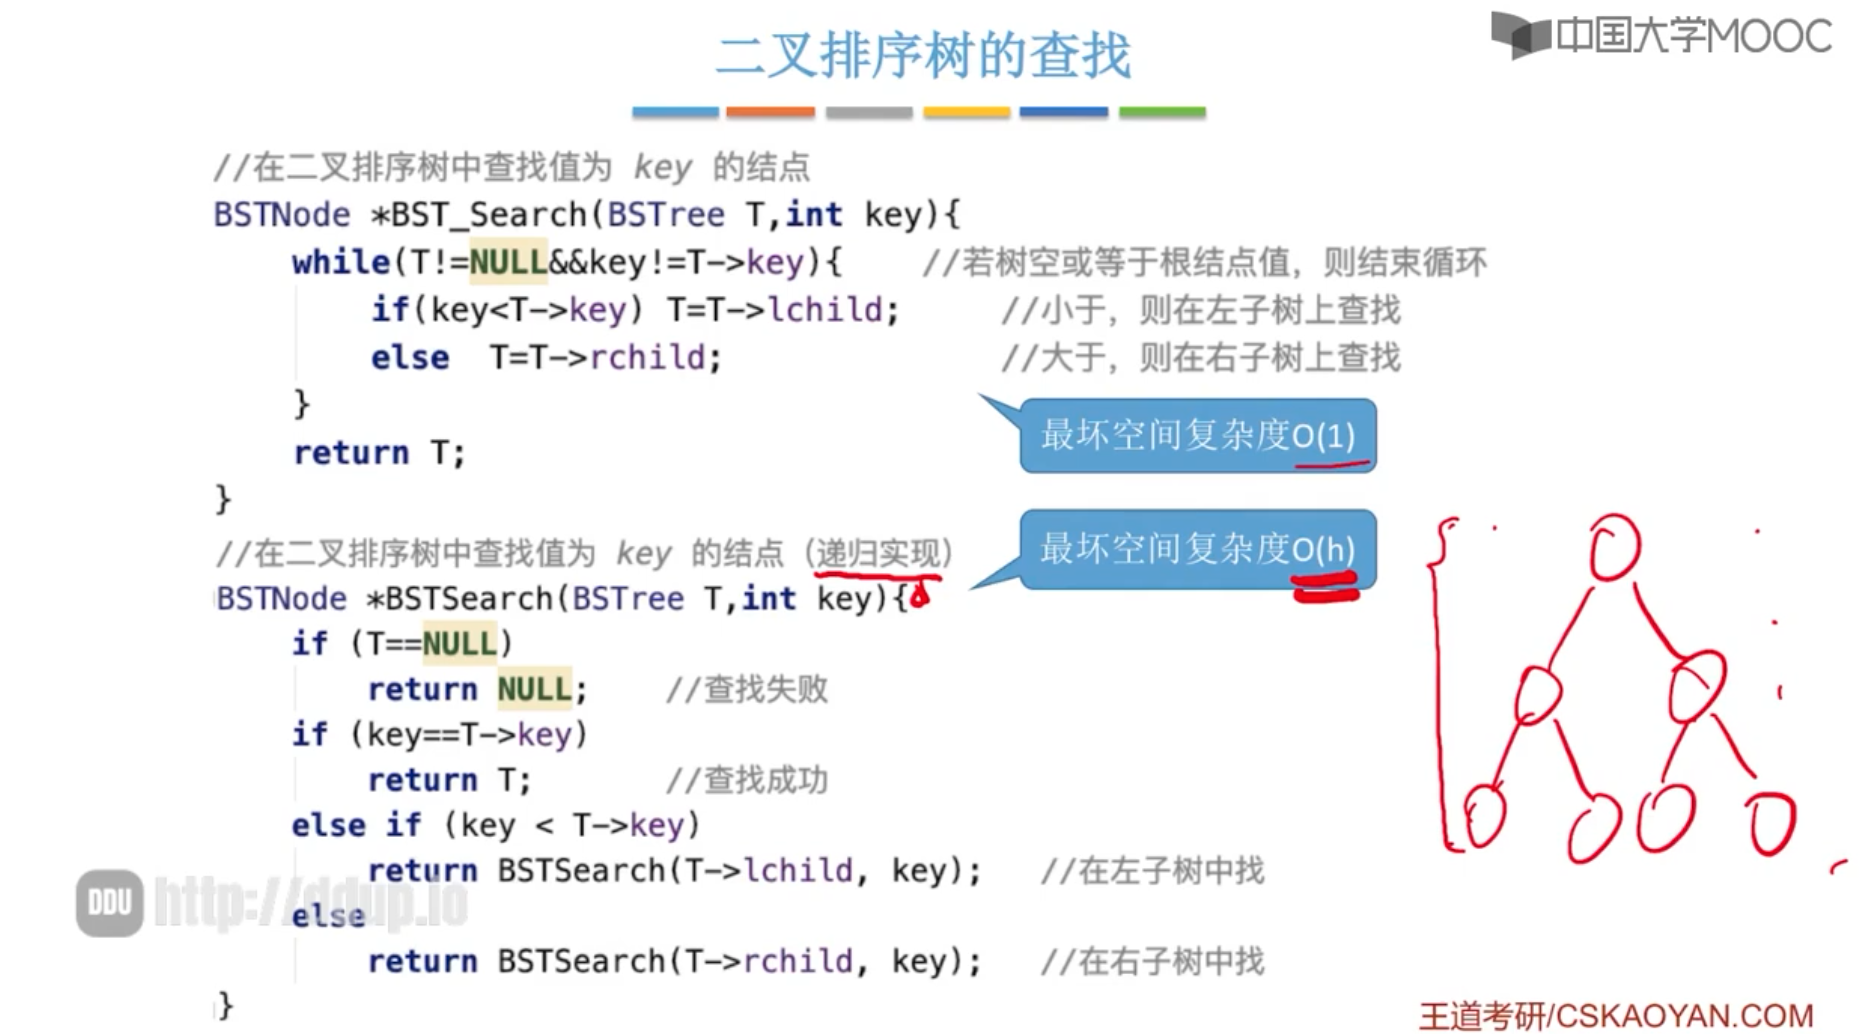 二叉排序树的查找
中国大学MOOC
//在二叉排序树中查找值为 key 的结点
BSTNode *BST_Search(BSTree T,int key){
while(T!=NULL&&key!=T->key){ //若树空或等于根结点值，则结束循环
if(key<T->key) T=T->lchild; //小于，则在左子树上查找
else T=T->rchild; //大于，则在右子树上查找
}
最坏空间复杂度O(1)
return T;
}
最坏空间复杂度O(h)
//在二叉排序树中查找值为 key 的结点（递归实现）
BSTNode *BSTSearch(BSTree T,int key){
if (T==NULL)
return NULL; //查找失败
if (key==T->key)
return T; //查找成功
else if (key < T->key)
return BSTSearch(T->lchild, key); //在左子树中找
DDU http://ddup.io
else
return BSTSearch(T->rchild, key); //在右子树中找
}
王道考研/CSKAOYAN.COM